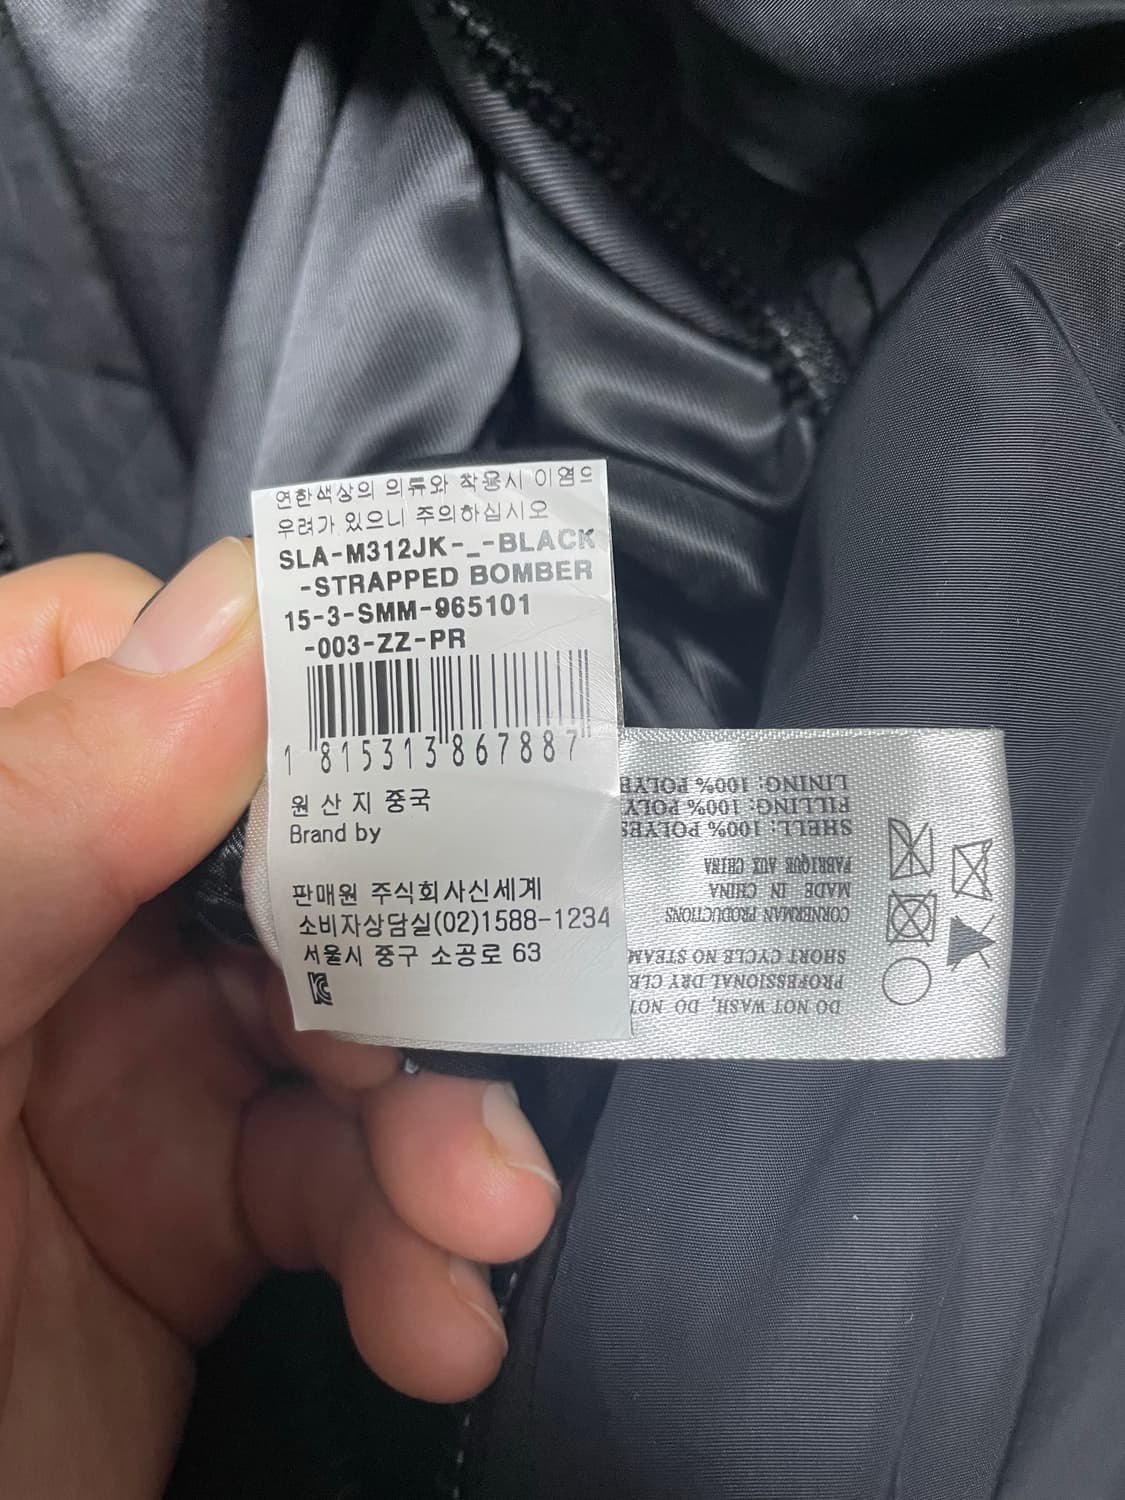 연한색상의 의류와 착용시 이염으
우려가 있으니 주의하십시오
SLA-M312JK-_-BLACK
-STRAPPED BOMBER
15-3-SMM-965101
-003-ZZ-PR
1 815313 867887
원 산 지 중국
Brand by
판매원 주식회사신세계
소비자상담실(02)1588-1234
서울시 중구 소공로 63
DO NOT WASH, DO NOT
PROFESSIONAL DRY CLE
SHORT CYCLE NO STEAM
CORNERMAN PRODUCTIONS
MADE IN CHINA
FABRIQUE AUX CHINA
SHELL: 100% POLYES
FILLING: 100% POLY
LINING: 100% POLYE